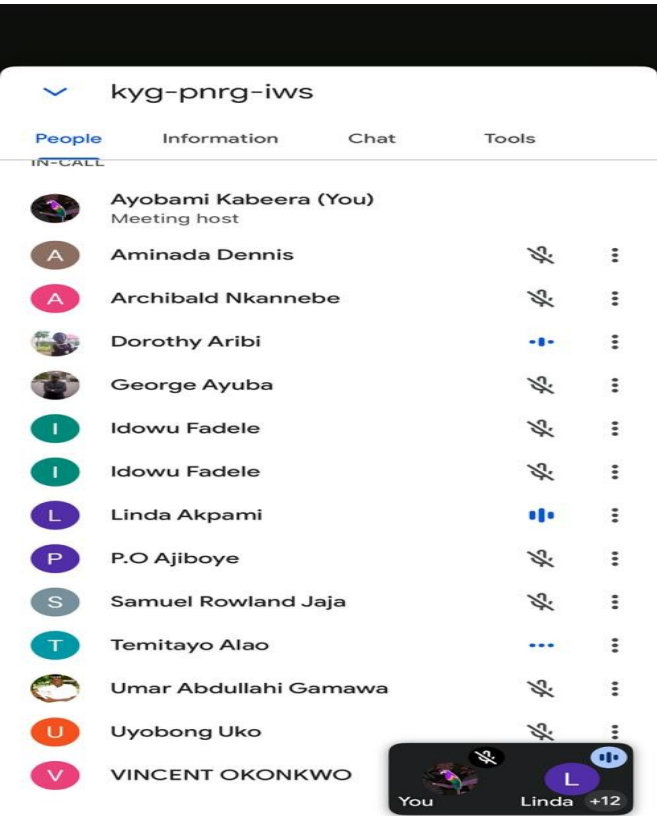 kyg-pnrg-iws
People Information Chat Tools
IN-CALL
Ayobami Kabeera (You)
Meeting host
A Aminada Dennis
A Archibald Nkannebe
Dorothy Aribi
George Ayuba
I Idowu Fadele
I Idowu Fadele
L Linda Akpami
P P.O Ajiboye
S Samuel Rowland Jaja
T Temitayo Alao
Umar Abdullahi Gamawa
U Uyobong Uko
V VINCENT OKONKWO
L
You Linda +12